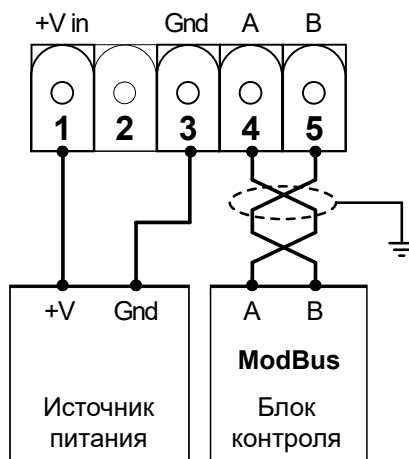 +V in Gnd A B
1 2 3 4 5
+V Gnd A B
ModBus
Источник Блок
питания контроля